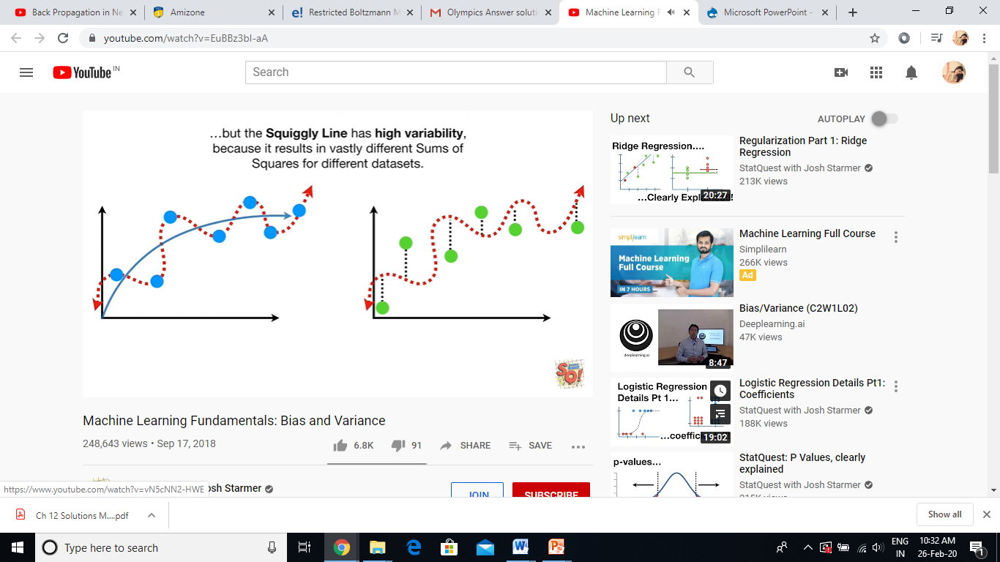 Back Propagation in Ne
Amizone
Restricted Boltzmann M
Olympics Answer soluti
Machine Learning F
Microsoft PowerPoint -
youtube.com/watch?v=EuBBz3bI-aA
YouTube IN
Search
…but the Squiggly Line has high variability,
because it results in vastly different Sums of
Squares for different datasets.
SQ!
Machine Learning Fundamentals: Bias and Variance
248,643 views • Sep 17, 2018
6.8K
91
SHARE
SAVE
osh Starmer
JOIN
SUBSCRIBE
Up next
AUTOPLAY
Ridge Regression….
…Clearly Expl
!
20:27
Regularization Part 1: Ridge
Regression
StatQuest with Josh Starmer
213K views
simplilearn
Machine Learning
Full Course
IN 7 HOURS
Machine Learning Full Course
Simplilearn
266K views
Ad
deeplearning.ai
8:47
Bias/Variance (C2W1L02)
Deeplearning.ai
47K views
Logistic Regression
Details Pt 1…
…coeffic
19:02
Logistic Regression Details Pt1:
Coefficients
StatQuest with Josh Starmer
188K views
p-values…
StatQuest: P Values, clearly
explained
StatQuest with Josh Starmer
https://www.youtube.com/watch?v=vN5cNN2-HWE
Ch 12 Solutions M....pdf
Show all
Type here to search
ENG
IN
10:32 AM
26-Feb-20
1